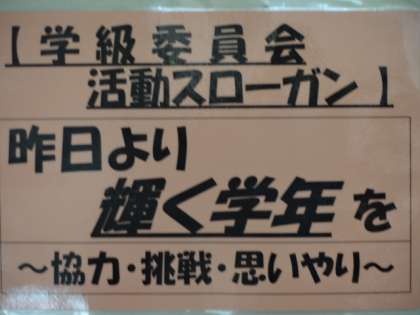 【学級委員会
活動スローガン】
昨日より
輝く学年を
～協力・挑戦・思いやり～